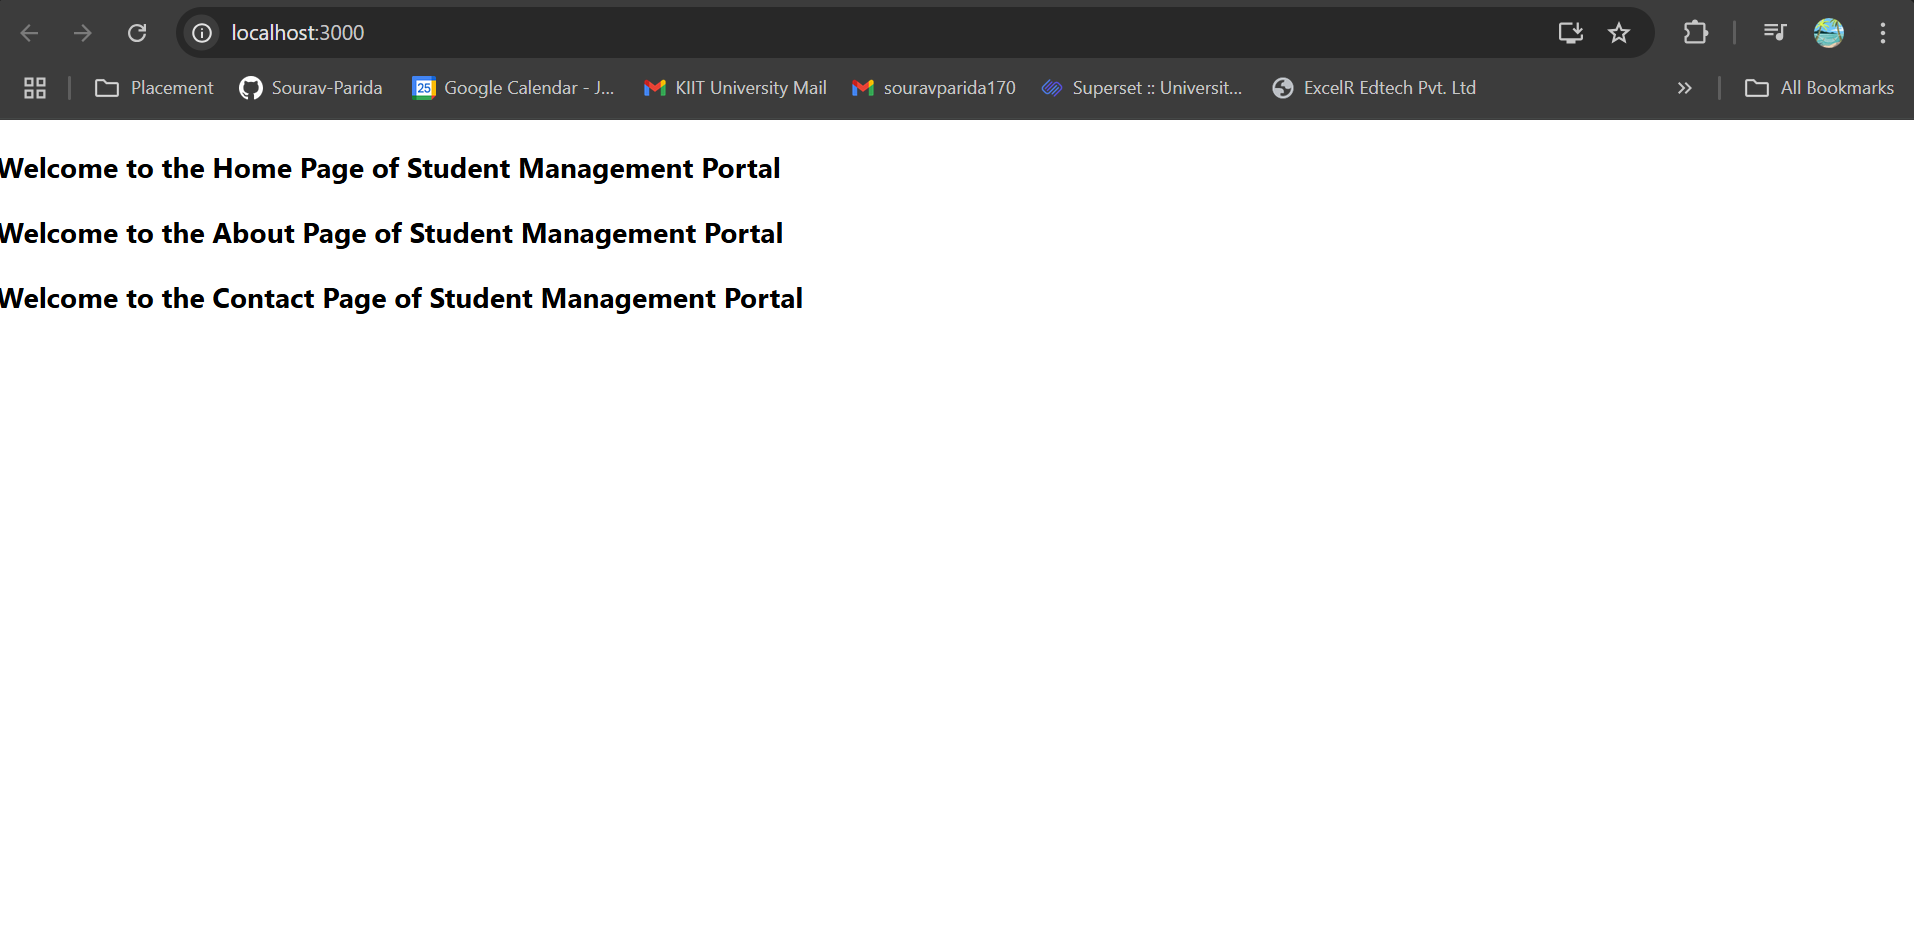 localhost:3000
Placement Sourav-Parida 25 Google Calendar - J... KIIT University Mail souravparida170 Superset :: Universit... ExcelR Edtech Pvt. Ltd All Bookmarks
Welcome to the Home Page of Student Management Portal
Welcome to the About Page of Student Management Portal
Welcome to the Contact Page of Student Management Portal